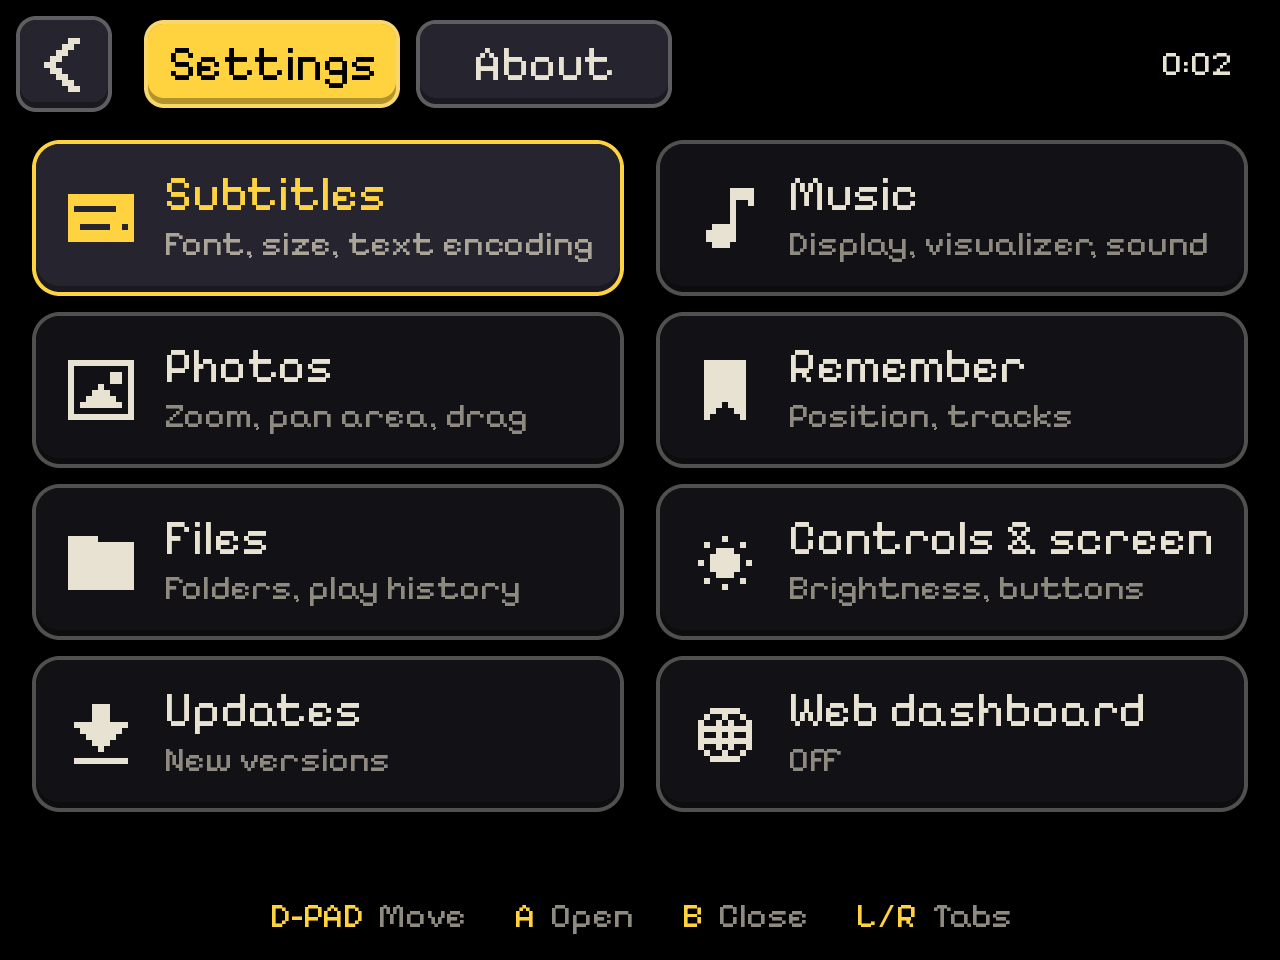 Settings
About
0:02
Subtitles
Font, size, text encoding
Music
Display, visualizer, sound
Photos
Zoom, pan area, drag
Remember
Position, tracks
Files
Folders, play history
Controls & screen
Brightness, buttons
Updates
New versions
Web dashboard
Off
D-PAD Move A Open B Close L/R Tabs